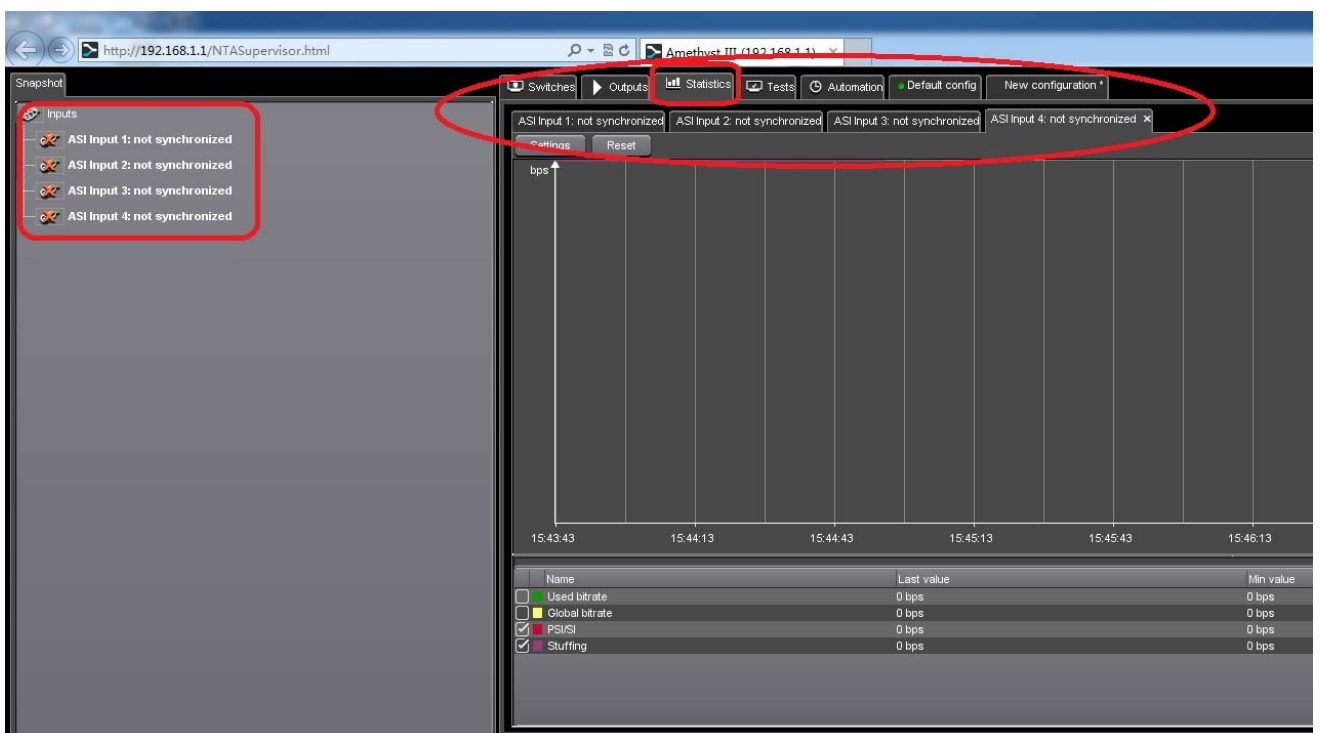 http://192.168.1.1/NTASupervisor.html
Amethyst III (192.168.1.1)
Snapshot
Switches Outputs Statistics Tests Automation Default config New configuration *
Inputs
ASI Input 1: not synchronized
ASI Input 2: not synchronized
ASI Input 3: not synchronized
ASI Input 4: not synchronized
ASI Input 1: not synchronized ASI Input 2: not synchronized ASI Input 3: not synchronized ASI Input 4: not synchronized
Settings Reset
bps
15:43:43 15:44:13 15:44:43 15:45:13 15:45:43 15:46:13
Name Last value Min value
Used bitrate 0 bps 0 bps
Global bitrate 0 bps 0 bps
PSI/SI 0 bps 0 bps
Stuffing 0 bps 0 bps